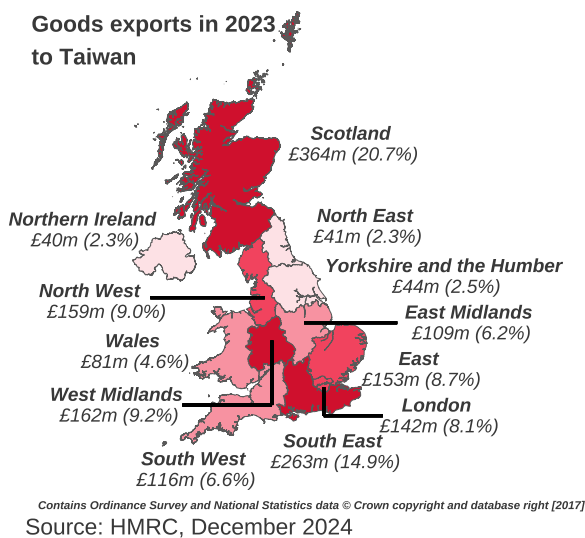 Goods exports in 2023
to Taiwan
Scotland
£364m (20.7%)
Northern Ireland
£40m (2.3%)
North East
£41m (2.3%)
Yorkshire and the Humber
£44m (2.5%)
North West
£159m (9.0%)
East Midlands
£109m (6.2%)
Wales
£81m (4.6%)
East
£153m (8.7%)
West Midlands
£162m (9.2%)
London
£142m (8.1%)
South East
£263m (14.9%)
South West
£116m (6.6%)
Contains Ordinance Survey and National Statistics data © Crown copyright and database right [2017]
Source: HMRC, December 2024